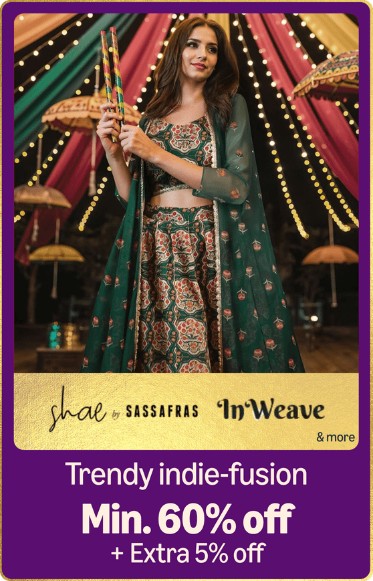 shae by SASSAFRAS InWeave
& more
Trendy indie-fusion
Min. 60% off
+ Extra 5% off